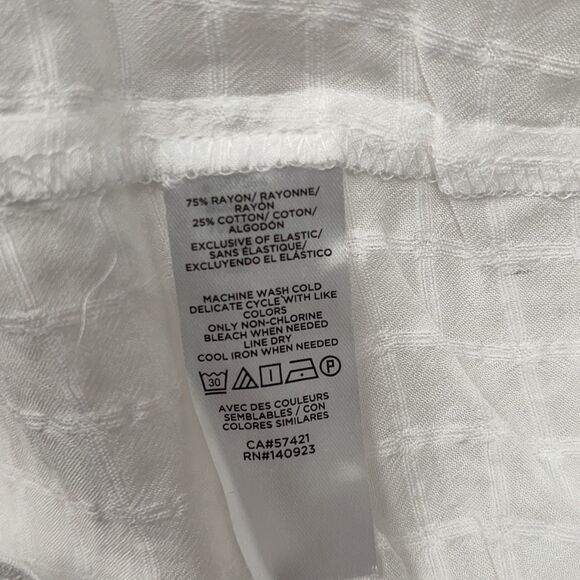 75% RAYON/ RAYONNE/
RAYÓN
25% COTTON/ COTON/
ALGODÓN
EXCLUSIVE OF ELASTIC/
SANS ÉLASTIQUE/
EXCLUYENDO EL ELÁSTICO
MACHINE WASH COLD
DELICATE CYCLE WITH LIKE
COLORS
ONLY NON-CHLORINE
BLEACH WHEN NEEDED
LINE DRY
COOL IRON WHEN NEEDED
30 P
AVEC DES COULEURS
SEMBLABLES / CON
COLORES SIMILARES
CA#57421
RN#140923